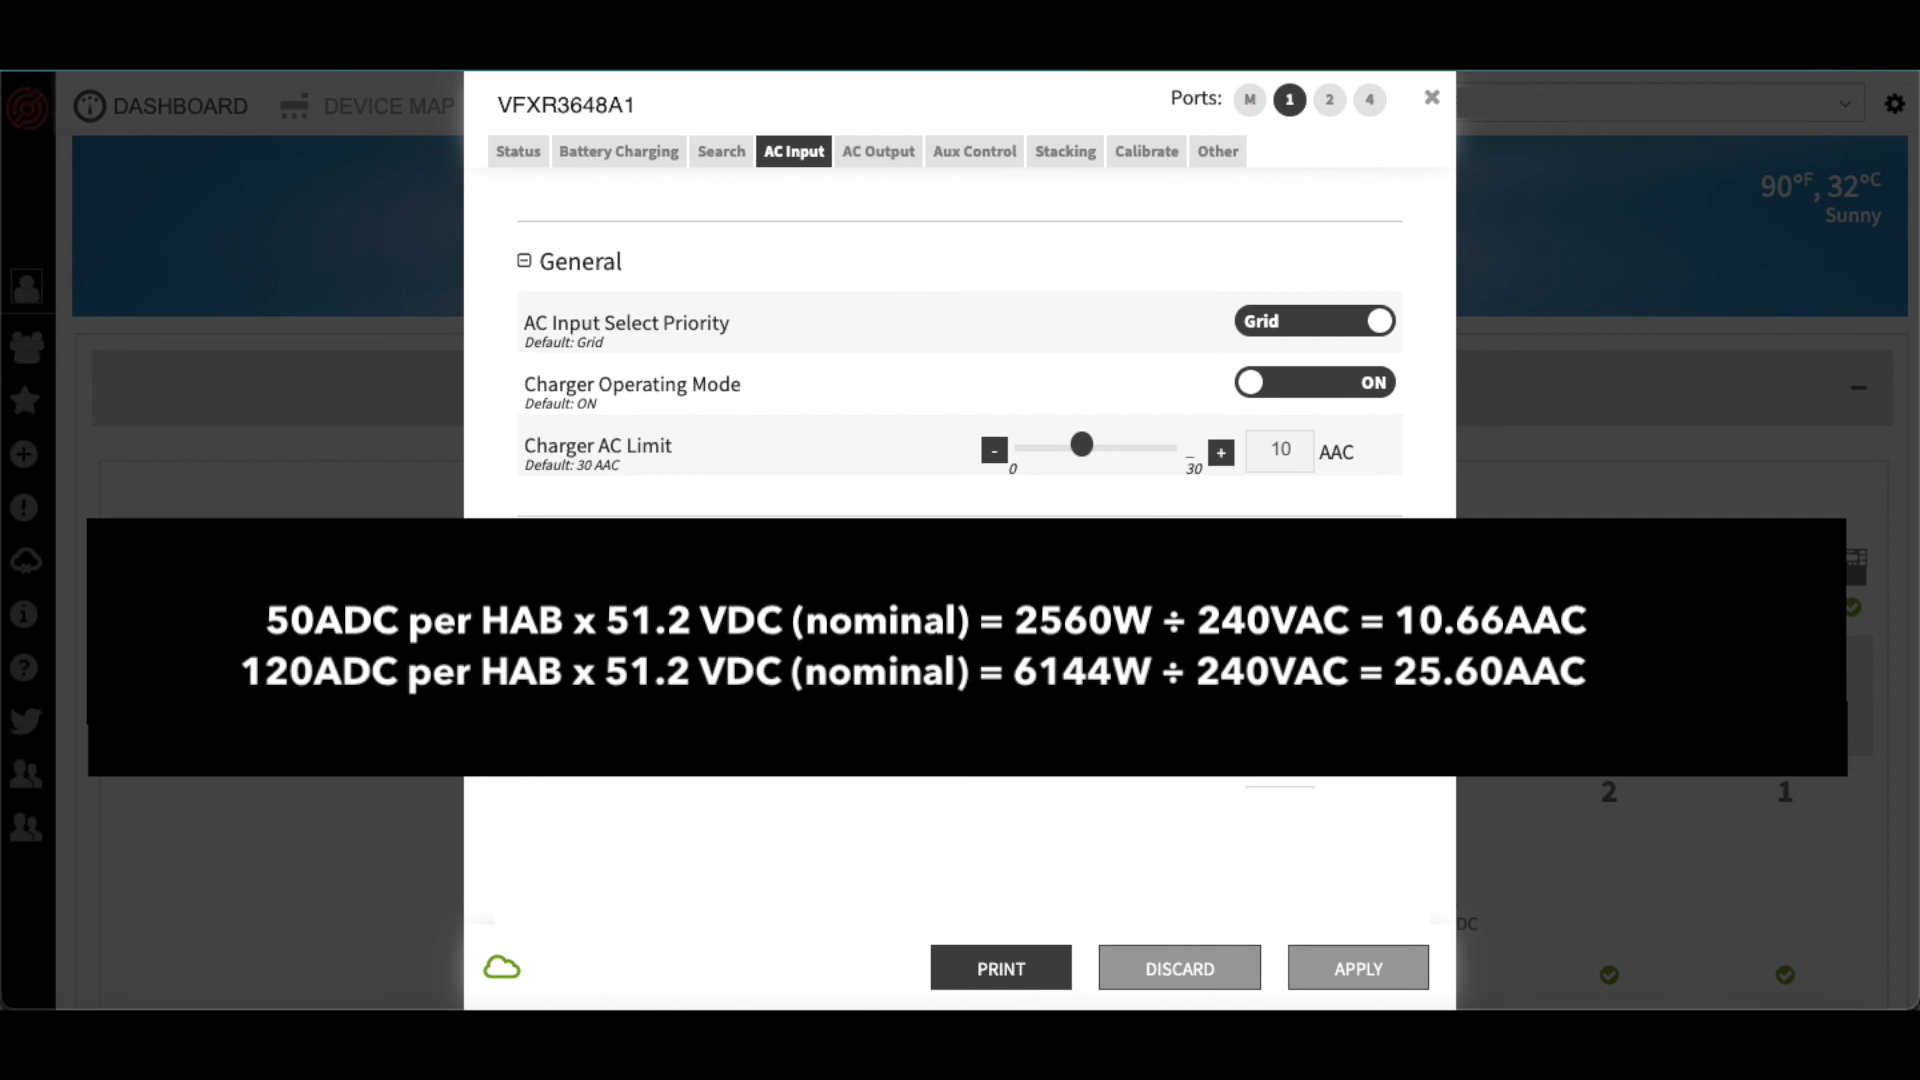 DASHBOARD
DEVICE MAP
VFXR3648A1
Ports: M 1 2 4
90°F, 32°C
Sunny
Status
Battery Charging
Search
AC Input
AC Output
Aux Control
Stacking
Calibrate
Other
General
AC Input Select Priority
Default: Grid
Grid
Charger Operating Mode
Default: ON
ON
Charger AC Limit
Default: 30 AAC
-
0
30
+
10
AAC
50ADC per HAB x 51.2 VDC (nominal) = 2560W ÷ 240VAC = 10.66AAC
120ADC per HAB x 51.2 VDC (nominal) = 6144W ÷ 240VAC = 25.60AAC
2
1
DC
PRINT
DISCARD
APPLY